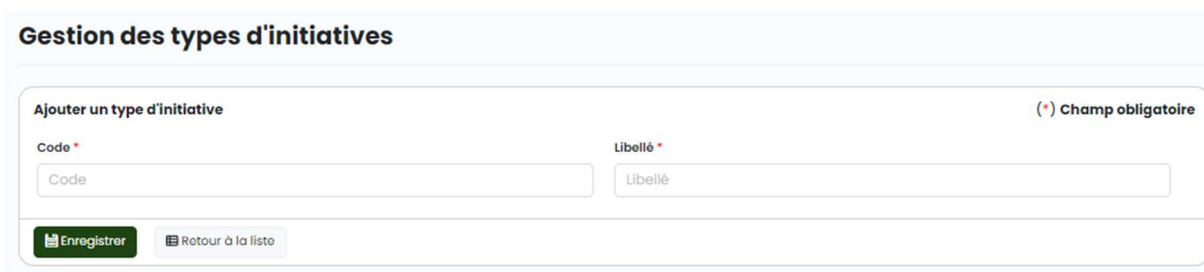 Gestion des types d'initiatives
Ajouter un type d'initiative
(*) Champ obligatoire
Code *
Libellé *
Code
Libellé
Enregistrer
Retour à la liste